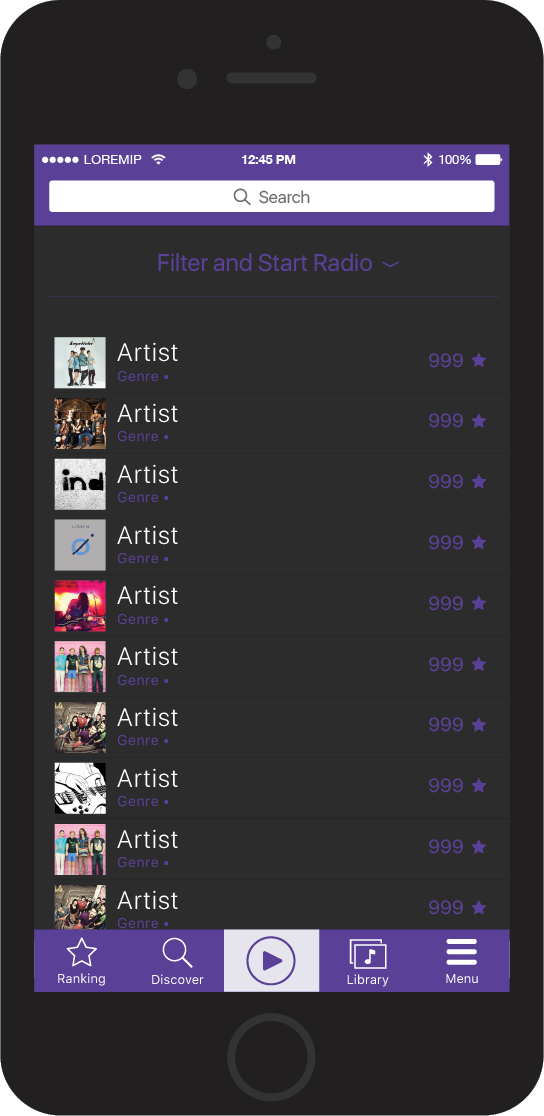 LOREMIP 12:45 PM 100%
Search
Filter and Start Radio
Artist
Genre •
999
Artist
Genre •
999
ind
Artist
Genre •
999
Artist
Genre •
999
Artist
Genre •
999
Artist
Genre •
999
Artist
Genre •
999
Artist
Genre •
999
Artist
Genre •
999
Artist
Genre •
999
Ranking
Discover
Library
Menu